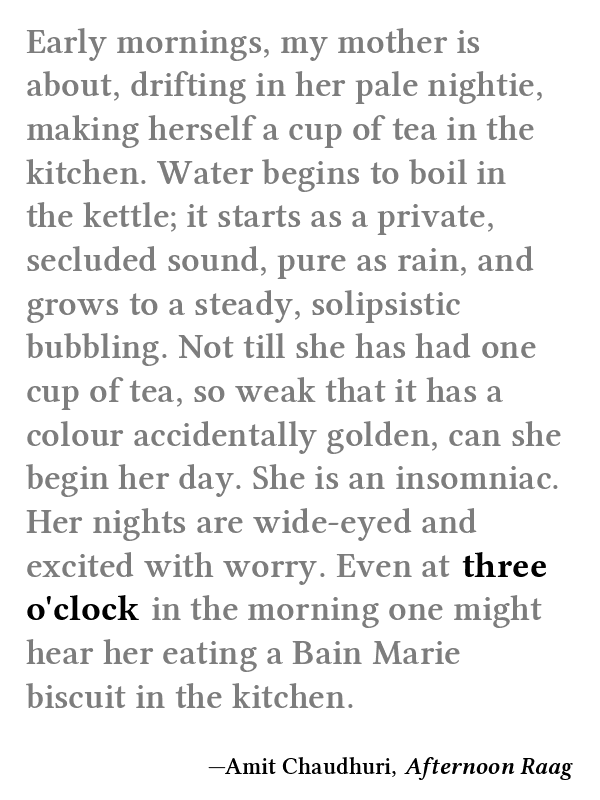 Early mornings, my mother is
about, drifting in her pale nightie,
making herself a cup of tea in the
kitchen. Water begins to boil in
the kettle; it starts as a private,
secluded sound, pure as rain, and
grows to a steady, solipsistic
bubbling. Not till she has had one
cup of tea, so weak that it has a
colour accidentally golden, can she
begin her day. She is an insomniac.
Her nights are wide-eyed and
excited with worry. Even at three
o'clock in the morning one might
hear her eating a Bain Marie
biscuit in the kitchen.
—Amit Chaudhuri, Afternoon Raag